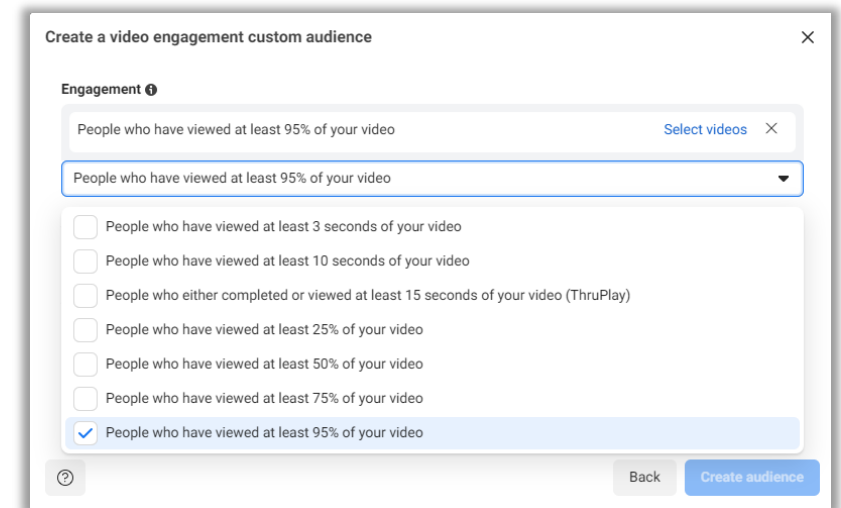 Create a video engagement custom audience
Engagement
People who have viewed at least 95% of your video Select videos
People who have viewed at least 95% of your video
People who have viewed at least 3 seconds of your video
People who have viewed at least 10 seconds of your video
People who either completed or viewed at least 15 seconds of your video (ThruPlay)
People who have viewed at least 25% of your video
People who have viewed at least 50% of your video
People who have viewed at least 75% of your video
People who have viewed at least 95% of your video
Back Create audience